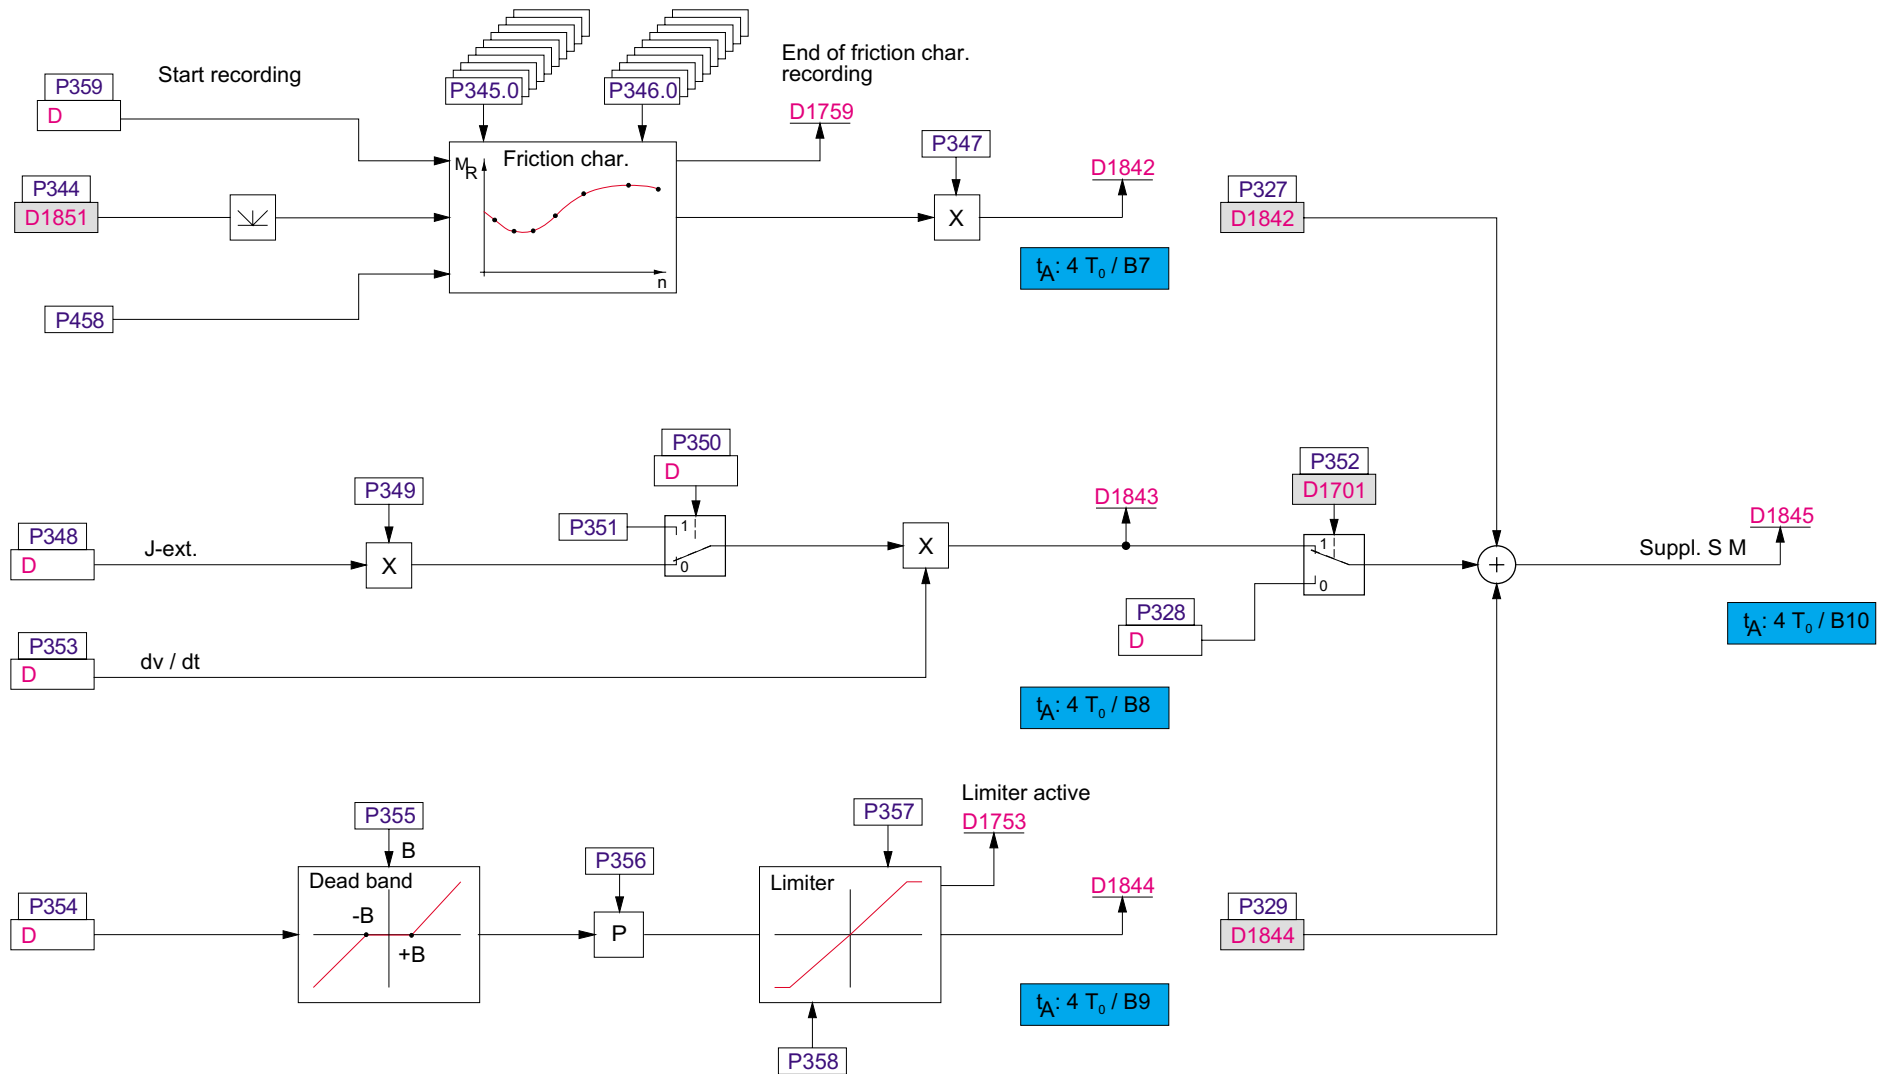 P359
D
Start recording
P345.0
P346.0
End of friction char.
recording
D1759
P344
D1851
M R
Friction char.
n
P458
P347
X
D1842
tA: 4 T0 / B7
P327
D1842
P348
D
J-ext.
P349
X
P350
D
P351
1
0
X
D1843
P352
D1701
1
0
P328
D
+
Suppl. S M
D1845
tA: 4 T0 / B10
P353
D
dv / dt
tA: 4 T0 / B8
P354
D
P355
B
Dead band
-B
+B
P356
P
P357
Limiter
P358
Limiter active
D1753
D1844
tA: 4 T0 / B9
P329
D1844